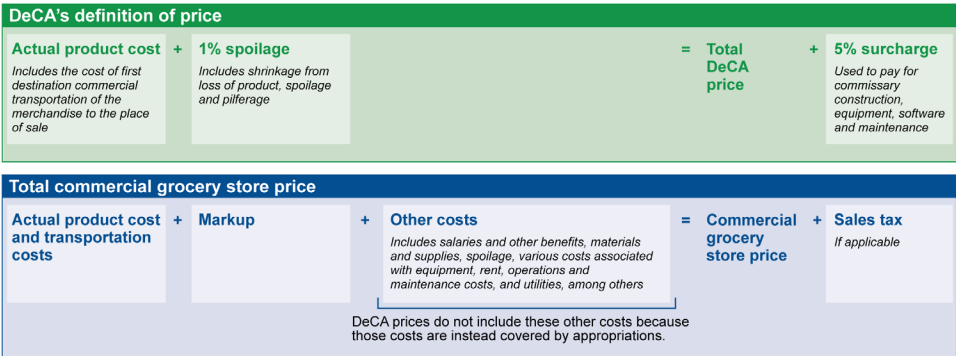 DeCA's definition of price
Actual product cost
Includes the cost of first
destination commercial
transportation of the
merchandise to the place
of sale
+
1% spoilage
Includes shrinkage from
loss of product, spoilage
and pilferage
=
Total
DeCA
price
+
5% surcharge
Used to pay for
commissary
construction,
equipment, software
and maintenance
Total commercial grocery store price
Actual product cost
and transportation
costs
+
Markup
+
Other costs
Includes salaries and other benefits, materials
and supplies, spoilage, various costs associated
with equipment, rent, operations and
maintenance costs, and utilities, among others
=
Commercial
grocery
store price
+
Sales tax
If applicable
DeCA prices do not include these other costs because
those costs are instead covered by appropriations.